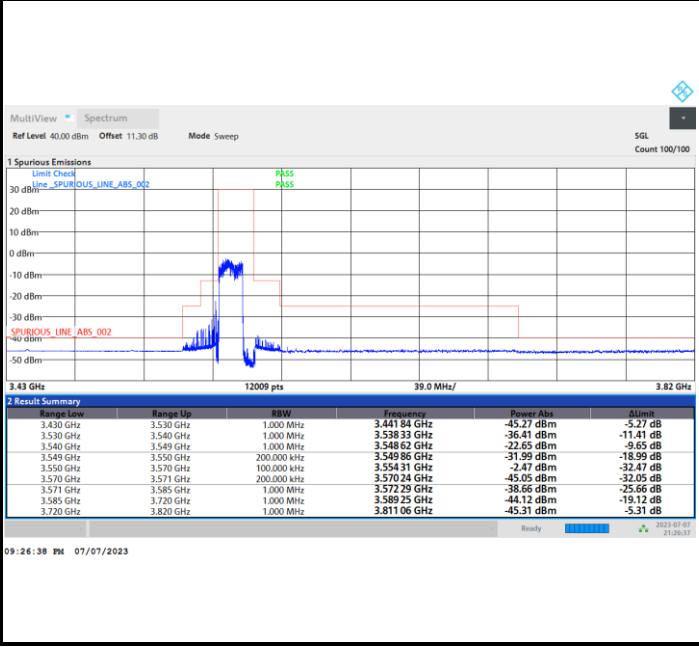 MultiView Spectrum
Ref Level 40.00 dBm Offset 11.30 dB Mode Sweep SGL
Count 100/100
1 Spurious Emissions
Limit Check PASS
Line _SPURIOUS_LINE_ABS_002 PASS
30 dBm
20 dBm
10 dBm
0 dBm
-10 dBm
-20 dBm
-30 dBm
_SPURIOUS_LINE_ABS_002
-40 dBm
-50 dBm
3.43 GHz 12009 pts 39.0 MHz/ 3.82 GHz
2 Result Summary
Range Low Range Up RBW Frequency Power Abs ΔLimit
3.430 GHz 3.530 GHz 1.000 MHz 3.441 84 GHz -45.27 dBm -5.27 dB
3.530 GHz 3.540 GHz 1.000 MHz 3.538 33 GHz -36.41 dBm -11.41 dB
3.540 GHz 3.549 GHz 1.000 MHz 3.548 62 GHz -22.65 dBm -9.65 dB
3.549 GHz 3.550 GHz 200.000 kHz 3.549 86 GHz -31.99 dBm -18.99 dB
3.550 GHz 3.570 GHz 100.000 kHz 3.554 31 GHz -2.47 dBm -32.47 dB
3.570 GHz 3.571 GHz 200.000 kHz 3.570 24 GHz -45.05 dBm -32.05 dB
3.571 GHz 3.585 GHz 1.000 MHz 3.572 29 GHz -38.66 dBm -25.66 dB
3.585 GHz 3.720 GHz 1.000 MHz 3.589 25 GHz -44.12 dBm -19.12 dB
3.720 GHz 3.820 GHz 1.000 MHz 3.811 06 GHz -45.31 dBm -5.31 dB
Ready 2023-07-07
21:26:37
09:26:38 PM 07/07/2023